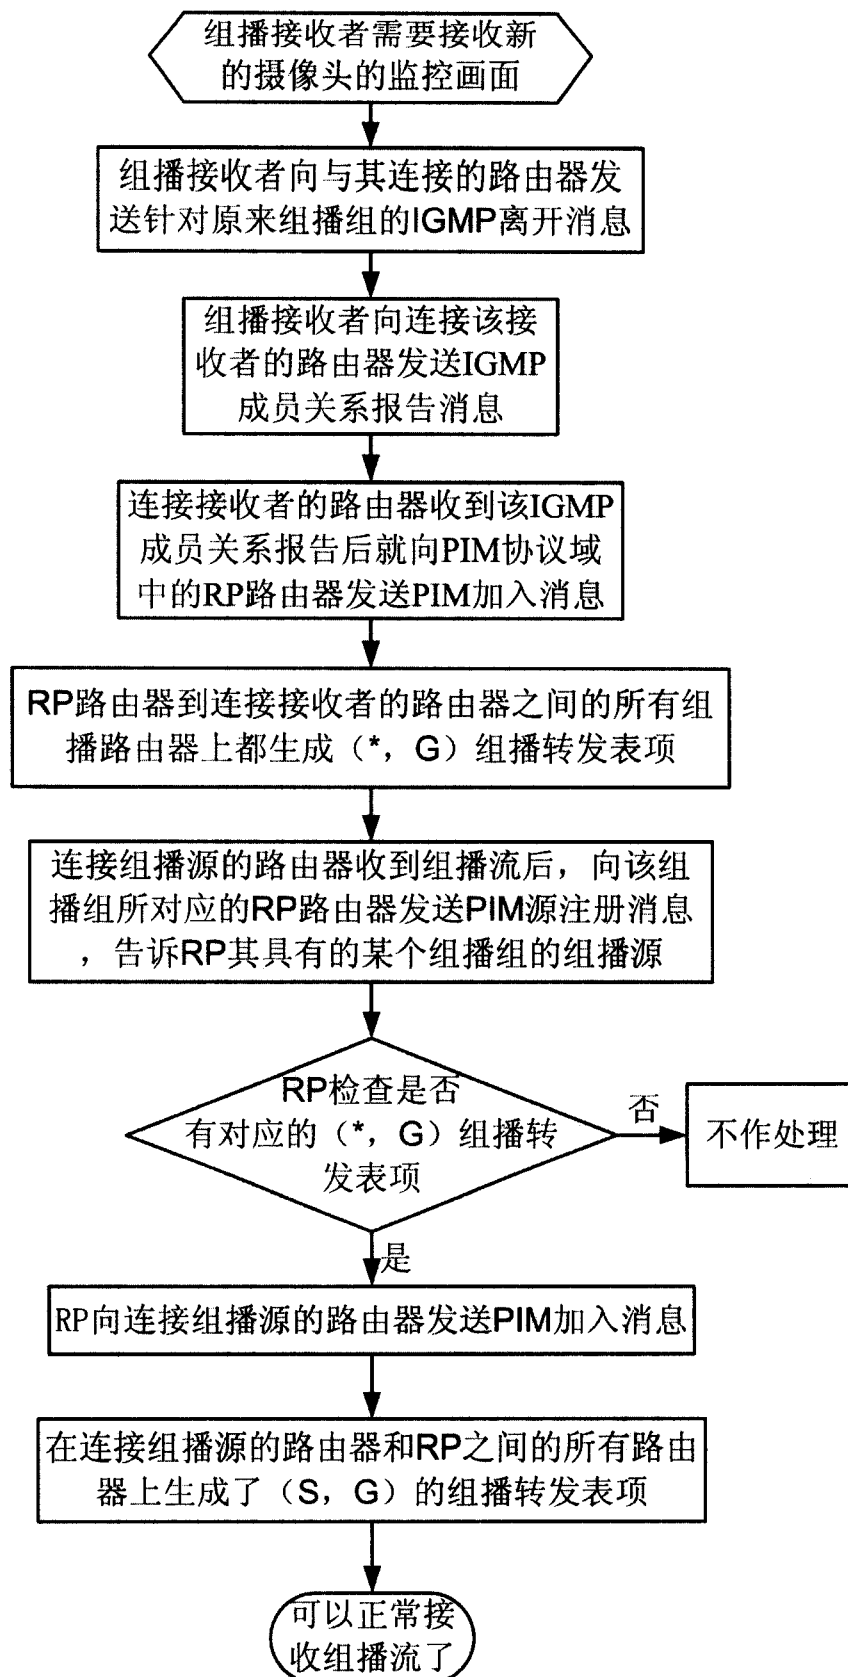 组播接收者需要接收新
的摄像头的监控画面
组播接收者向与其连接的路由器发
送针对原来组播组的IGMP离开消息
组播接收者向连接该接
收者的路由器发送IGMP
成员关系报告消息
连接接收者的路由器收到该IGMP
成员关系报告后就向PIM协议域
中的RP路由器发送PIM加入消息
RP路由器到连接接收者的路由器之间的所有组
播路由器上都生成（*，G）组播转发表项
连接组播源的路由器收到组播流后，向该组
播组所对应的RP路由器发送PIM源注册消息
，告诉RP其具有的某个组播组的组播源
RP检查是否
有对应的（*，G）组播转
发表项
否
不作处理
是
RP向连接组播源的路由器发送PIM加入消息
在连接组播源的路由器和RP之间的所有路由
器上生成了（S，G）的组播转发表项
可以正常接
收组播流了